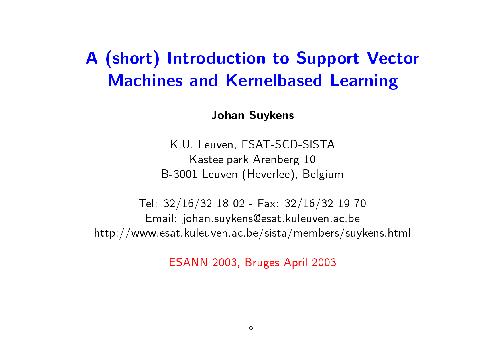 A (short) Introduction to Support Vector
Machines and Kernelbased Learning
Johan Suykens
K.U. Leuven, ESAT-SCD-SISTA
Kasteelpark Arenberg 10
B-3001 Leuven (Heverlee), Belgium
Tel: 32/16/32 18 02 - Fax: 32/16/32 19 70
Email: johan.suykens@esat.kuleuven.ac.be
http://www.esat.kuleuven.ac.be/sista/members/suykens.html
ESANN 2003, Bruges April 2003
0